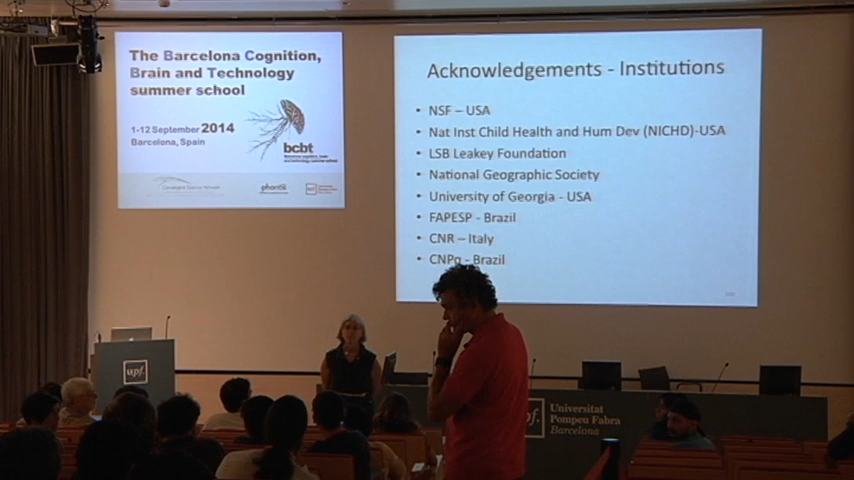 The Barcelona Cognition,
Brain and Technology
summer school
1-12 September 2014
Barcelona, Spain
bcbt
Acknowledgements - Institutions
• NSF – USA
• Nat Inst Child Health and Hum Dev (NICHD)-USA
• LSB Leakey Foundation
• National Geographic Society
• University of Georgia - USA
• FAPESP - Brazil
• CNR – Italy
• CNPq - Brazil
upf.
upf.
Universitat
Pompeu Fabra
Barcelona